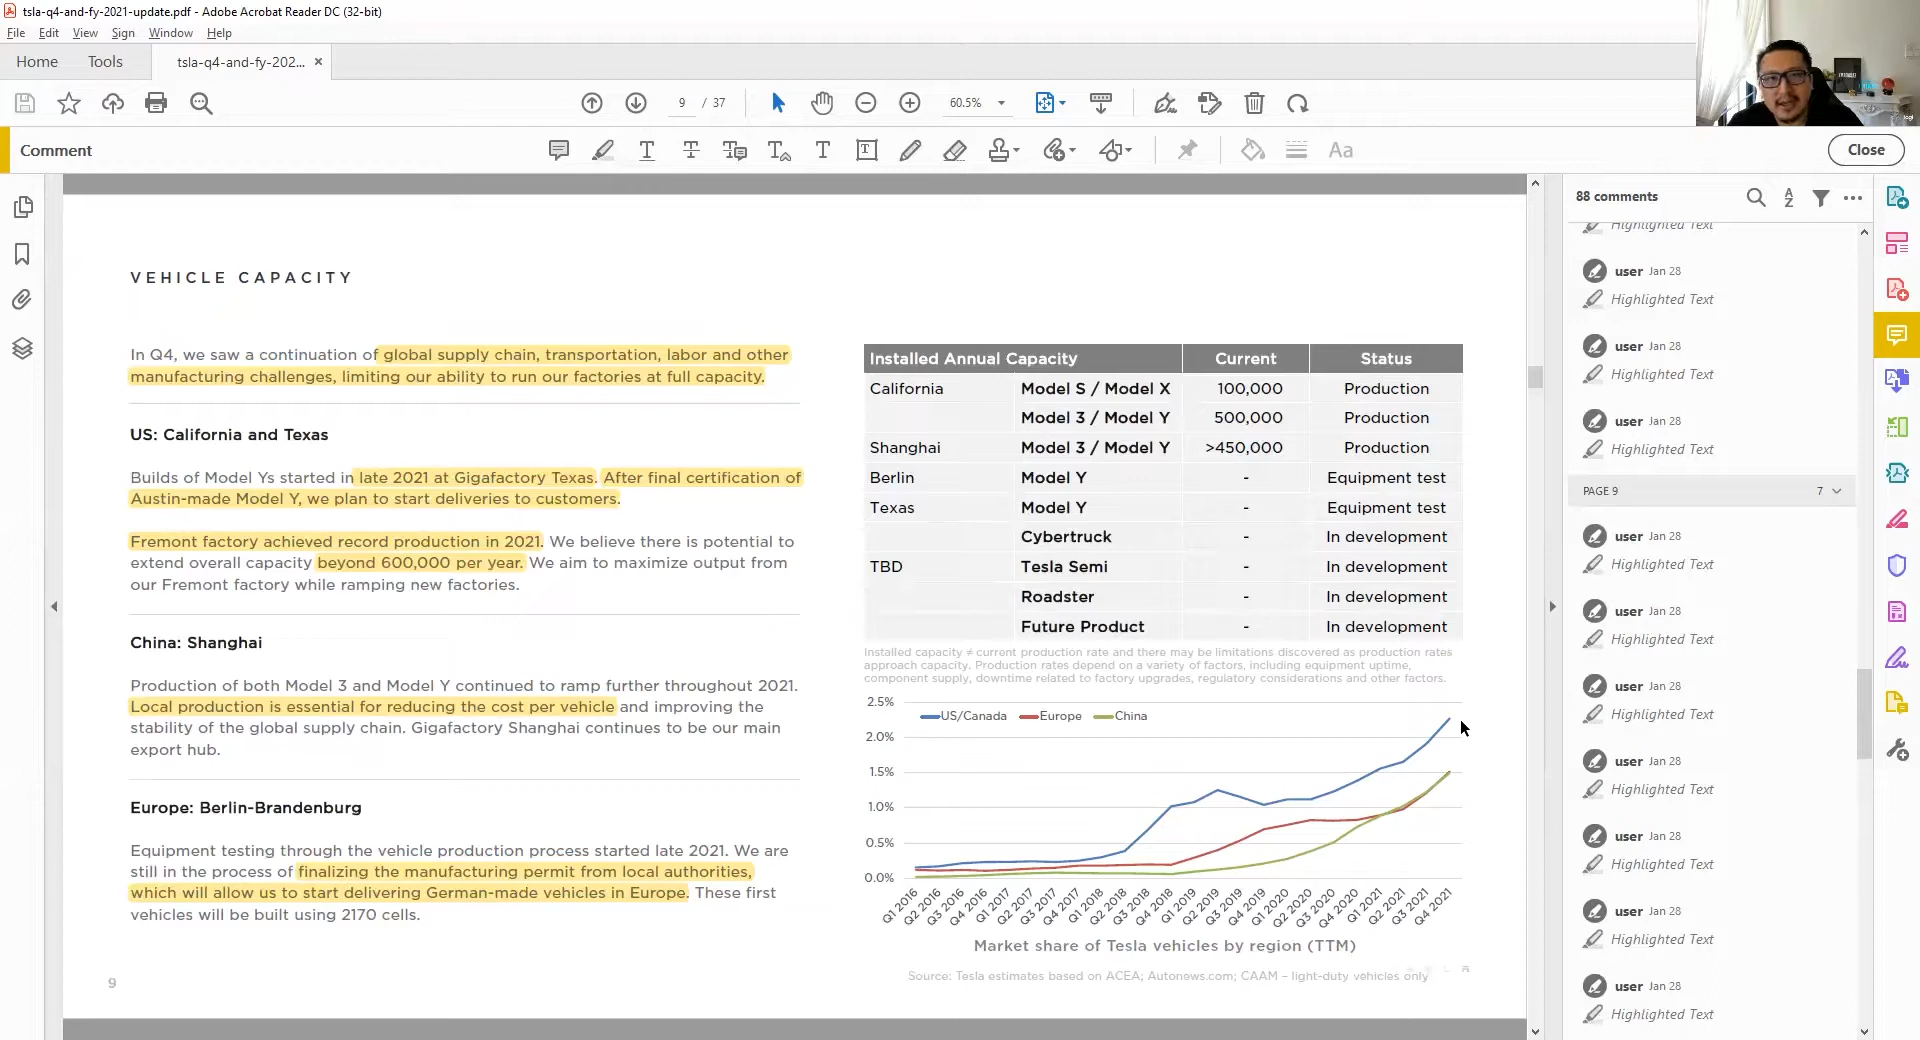 tsla-q4-and-fy-2021-update.pdf - Adobe Acrobat Reader DC (32-bit)
File Edit View Sign Window Help
Home Tools tsla-q4-and-fy-202... ×
9 / 37 60.5%
Comment
Close
VEHICLE CAPACITY
In Q4, we saw a continuation of global supply chain, transportation, labor and other
manufacturing challenges, limiting our ability to run our factories at full capacity.
US: California and Texas
Builds of Model Ys started in late 2021 at Gigafactory Texas. After final certification of
Austin-made Model Y, we plan to start deliveries to customers.
Fremont factory achieved record production in 2021. We believe there is potential to
extend overall capacity beyond 600,000 per year. We aim to maximize output from
our Fremont factory while ramping new factories.
China: Shanghai
Production of both Model 3 and Model Y continued to ramp further throughout 2021.
Local production is essential for reducing the cost per vehicle and improving the
stability of the global supply chain. Gigafactory Shanghai continues to be our main
export hub.
Europe: Berlin-Brandenburg
Equipment testing through the vehicle production process started late 2021. We are
still in the process of finalizing the manufacturing permit from local authorities,
which will allow us to start delivering German-made vehicles in Europe. These first
vehicles will be built using 2170 cells.
9
Installed Annual Capacity Current Status
California Model S / Model X 100,000 Production
Model 3 / Model Y 500,000 Production
Shanghai Model 3 / Model Y >450,000 Production
Berlin Model Y - Equipment test
Texas Model Y - Equipment test
Cybertruck - In development
TBD Tesla Semi - In development
Roadster - In development
Future Product - In development
Installed capacity ≠ current production rate and there may be limitations discovered as production rates
approach capacity. Production rates depend on a variety of factors, including equipment uptime,
component supply, downtime related to factory upgrades, regulatory considerations and other factors.
US/Canada Europe China
2.5%
2.0%
1.5%
1.0%
0.5%
0.0%
Q1 2016 Q2 2016 Q3 2016 Q4 2016 Q1 2017 Q2 2017 Q3 2017 Q4 2017 Q1 2018 Q2 2018 Q3 2018 Q4 2018 Q1 2019 Q2 2019 Q3 2019 Q4 2019 Q1 2020 Q2 2020 Q3 2020 Q4 2020 Q1 2021 Q2 2021 Q3 2021 Q4 2021
Market share of Tesla vehicles by region (TTM)
Source: Tesla estimates based on ACEA; Autonews.com; CAAM – light-duty vehicles only
88 comments
Highlighted Text
user Jan 28
Highlighted Text
user Jan 28
Highlighted Text
user Jan 28
Highlighted Text
PAGE 9 7
user Jan 28
Highlighted Text
user Jan 28
Highlighted Text
user Jan 28
Highlighted Text
user Jan 28
Highlighted Text
user Jan 28
Highlighted Text
user Jan 28
Highlighted Text
user Jan 28
Highlighted Text